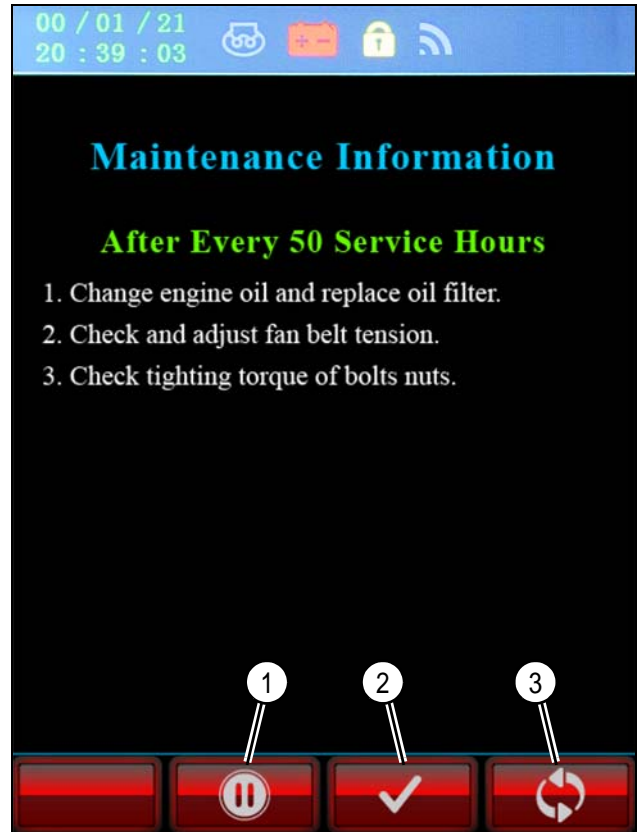 00 / 01 / 21
20 : 39 : 03
Maintenance Information
After Every 50 Service Hours
1. Change engine oil and replace oil filter.
2. Check and adjust fan belt tension.
3. Check tighting torque of bolts nuts.
1 2 3